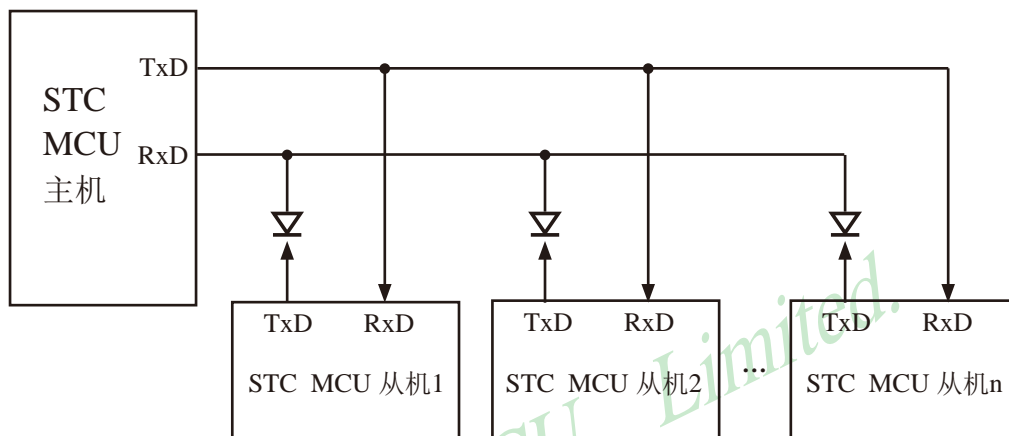 TxD
STC
MCU
主机
RxD
TxD RxD
STC MCU 从机1
TxD RxD
STC MCU 从机2
...
TxD RxD
STC MCU 从机n
MCU Limited.